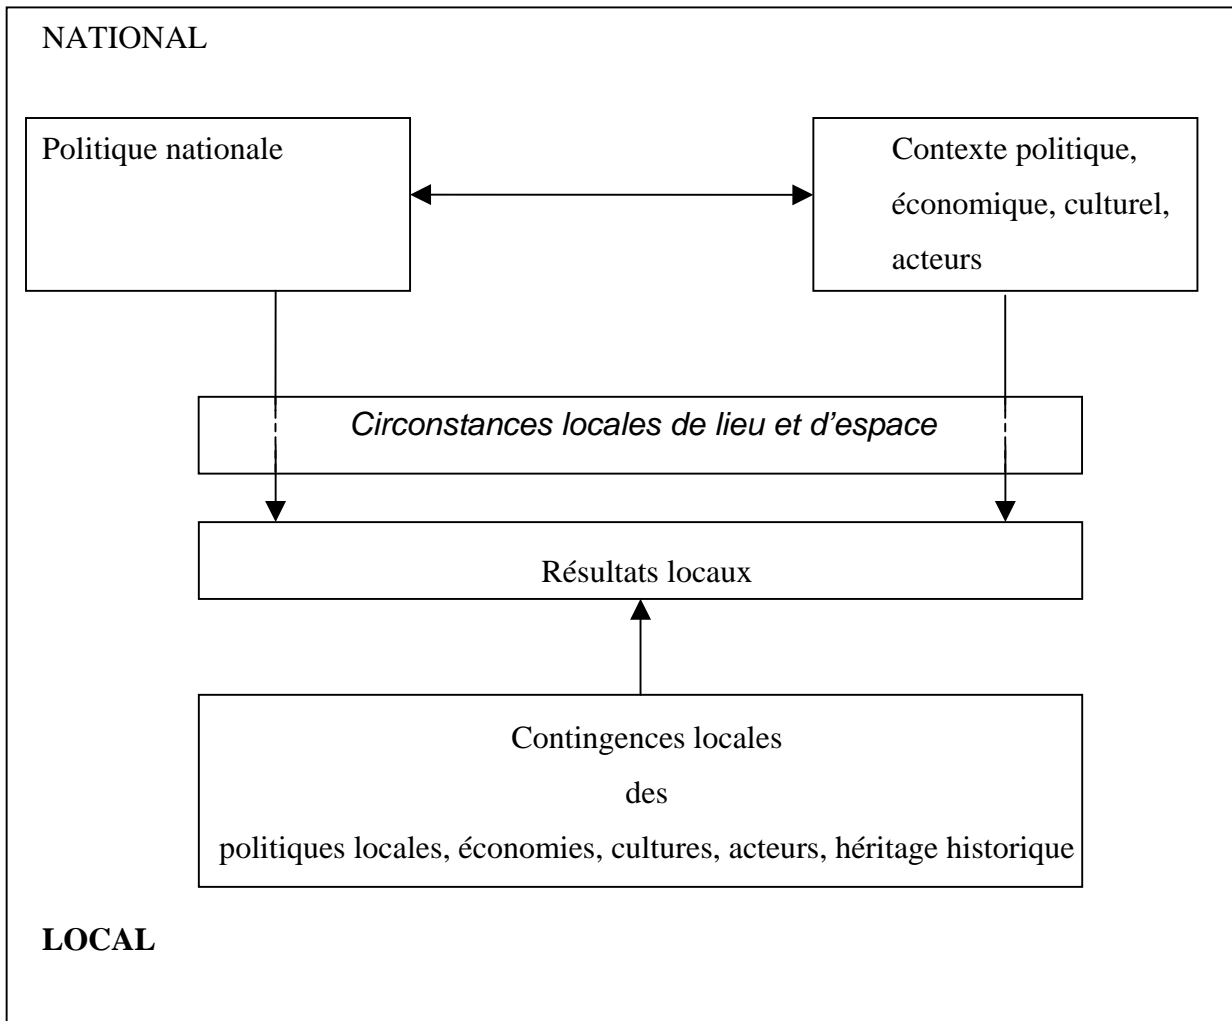 NATIONAL
Politique nationale
Contexte politique,
économique, culturel,
acteurs
Circonstances locales de lieu et d'espace
Résultats locaux
Contingences locales
des
politiques locales, économies, cultures, acteurs, héritage historique
LOCAL